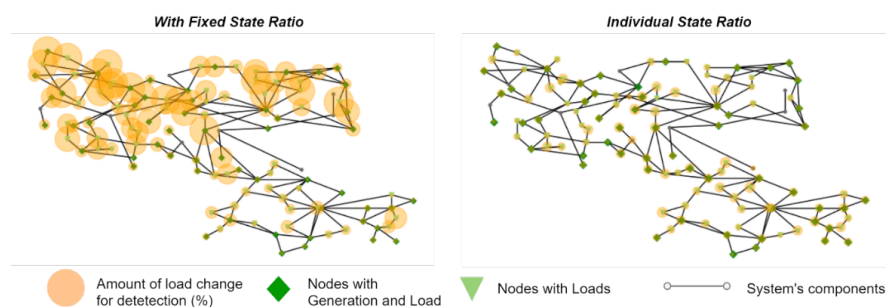 With Fixed State Ratio
Individual State Ratio
Amount of load change
for detetection (%)
Nodes with
Generation and Load
Nodes with Loads
System's components